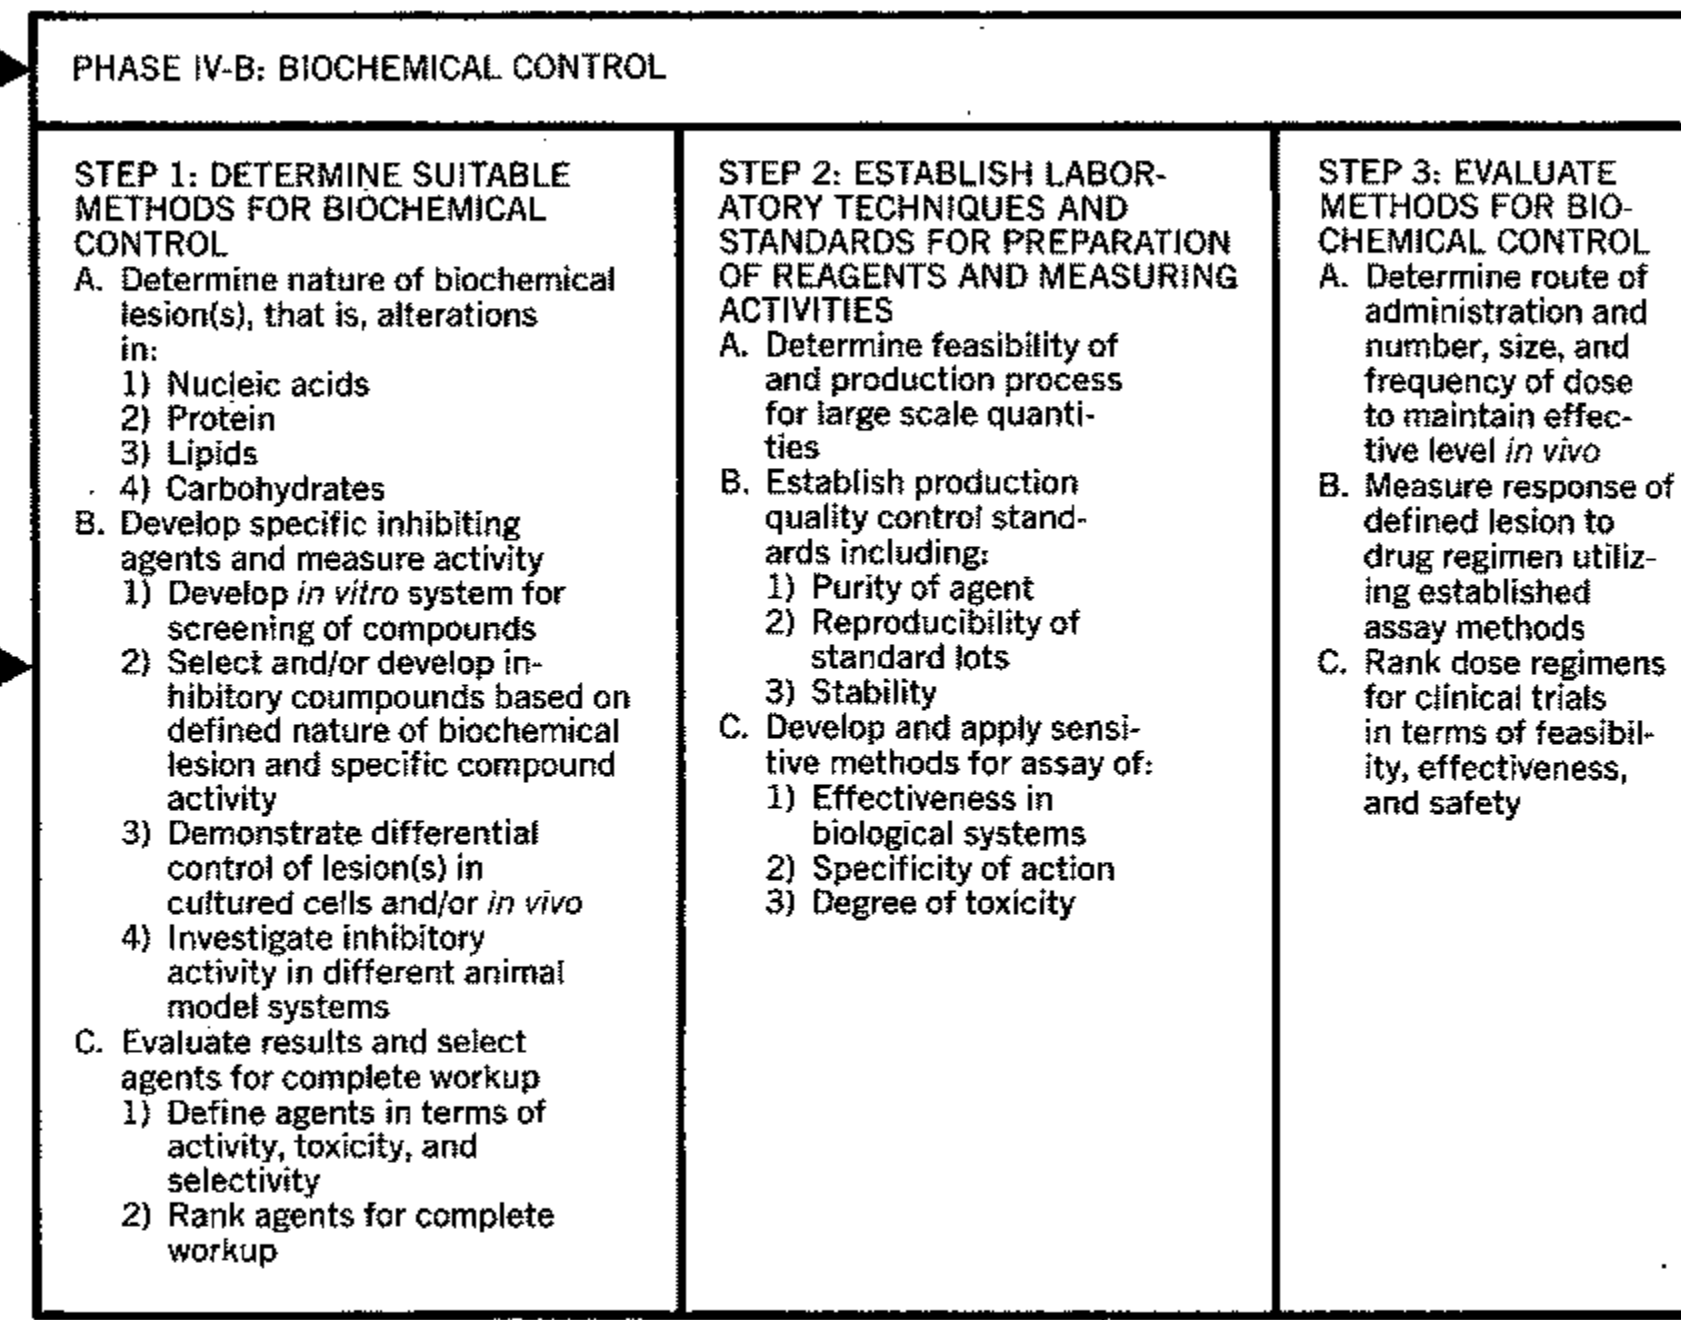 PHASE IV-B: BIOCHEMICAL CONTROL
STEP 1: DETERMINE SUITABLE
METHODS FOR BIOCHEMICAL
CONTROL
A. Determine nature of biochemical
lesion(s), that is, alterations
in:
1) Nucleic acids
2) Protein
3) Lipids
4) Carbohydrates
B. Develop specific inhibiting
agents and measure activity
1) Develop in vitro system for
screening of compounds
2) Select and/or develop in-
hibitory coumpounds based on
defined nature of biochemical
lesion and specific compound
activity
3) Demonstrate differential
control of lesion(s) in
cultured cells and/or in vivo
4) Investigate inhibitory
activity in different animal
model systems
C. Evaluate results and select
agents for complete workup
1) Define agents in terms of
activity, toxicity, and
selectivity
2) Rank agents for complete
workup
STEP 2: ESTABLISH LABOR-
ATORY TECHNIQUES AND
STANDARDS FOR PREPARATION
OF REAGENTS AND MEASURING
ACTIVITIES
A. Determine feasibility of
and production process
for large scale quanti-
ties
B. Establish production
quality control stand-
ards including:
1) Purity of agent
2) Reproducibility of
standard lots
3) Stability
C. Develop and apply sensi-
tive methods for assay of:
1) Effectiveness in
biological systems
2) Specificity of action
3) Degree of toxicity
STEP 3: EVALUATE
METHODS FOR BIO-
CHEMICAL CONTROL
A. Determine route of
administration and
number, size, and
frequency of dose
to maintain effec-
tive level in vivo
B. Measure response of
defined lesion to
drug regimen utiliz-
ing established
assay methods
C. Rank dose regimens
for clinical trials
in terms of feasibil-
ity, effectiveness,
and safety